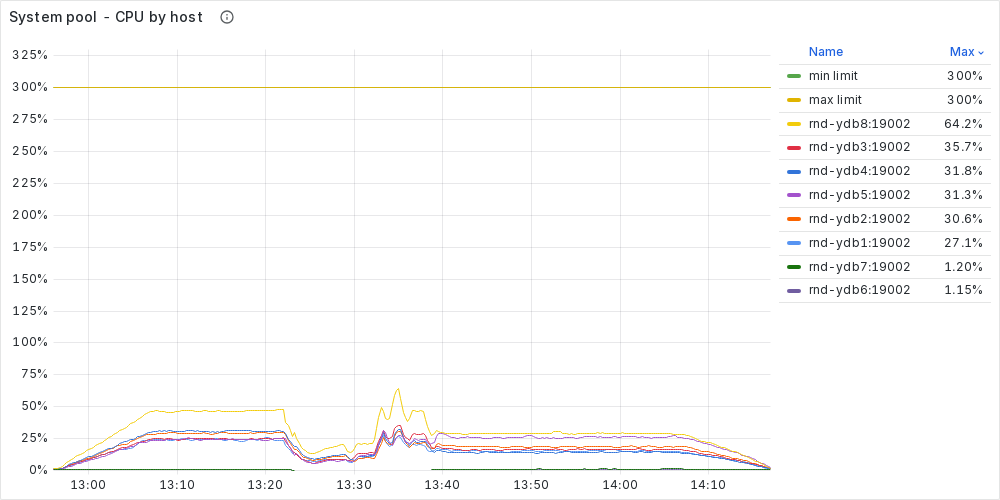 System pool - CPU by host
Name Max
min limit 300%
max limit 300%
rnd-ydb8:19002 64.2%
rnd-ydb3:19002 35.7%
rnd-ydb4:19002 31.8%
rnd-ydb5:19002 31.3%
rnd-ydb2:19002 30.6%
rnd-ydb1:19002 27.1%
rnd-ydb7:19002 1.20%
rnd-ydb6:19002 1.15%
325%
300%
275%
250%
225%
200%
175%
150%
125%
100%
75%
50%
25%
0%
13:00 13:10 13:20 13:30 13:40 13:50 14:00 14:10